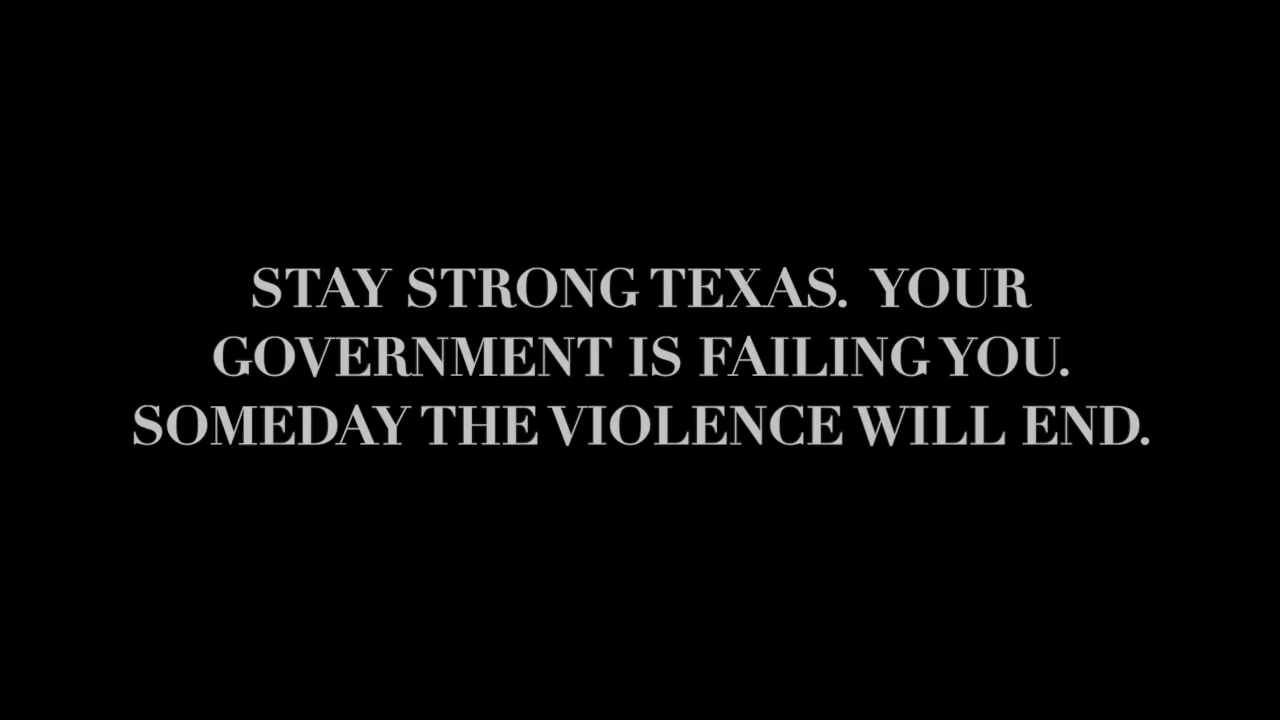 STAY STRONG TEXAS.  YOUR
GOVERNMENT IS FAILING YOU.
SOMEDAY THE VIOLENCE WILL END.